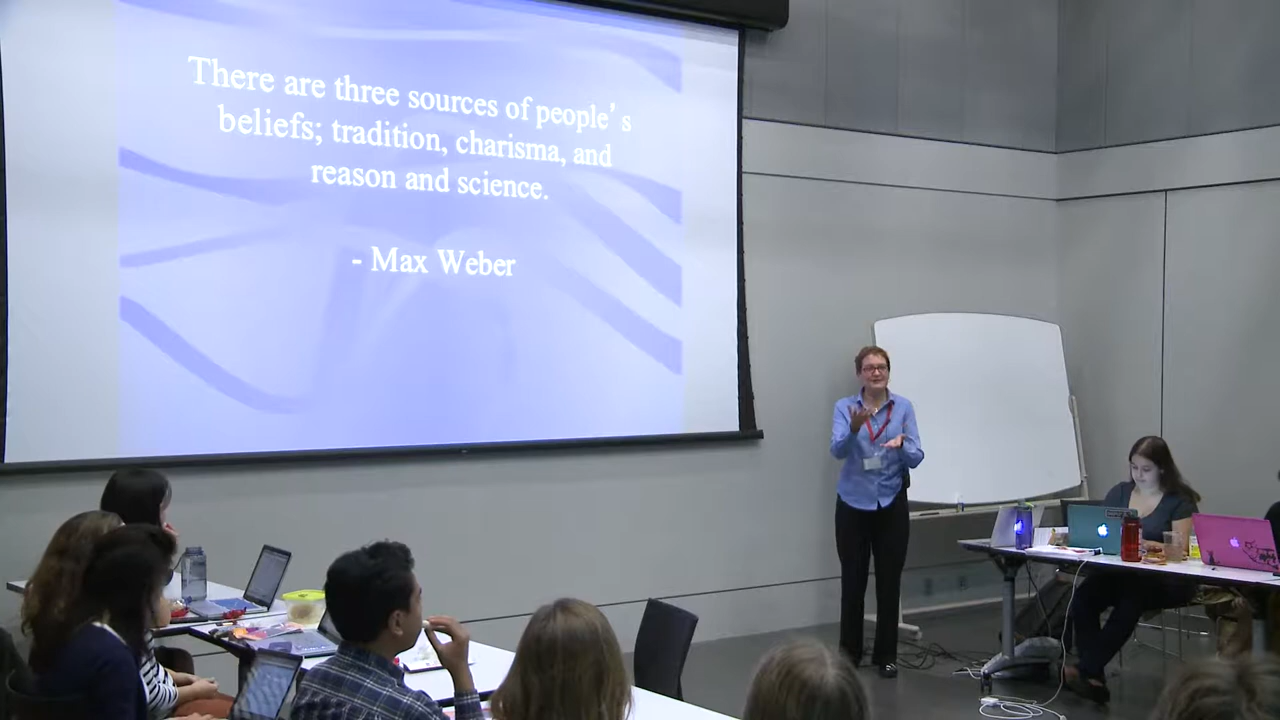 There are three sources of people's
beliefs; tradition, charisma, and
reason and science.
- Max Weber